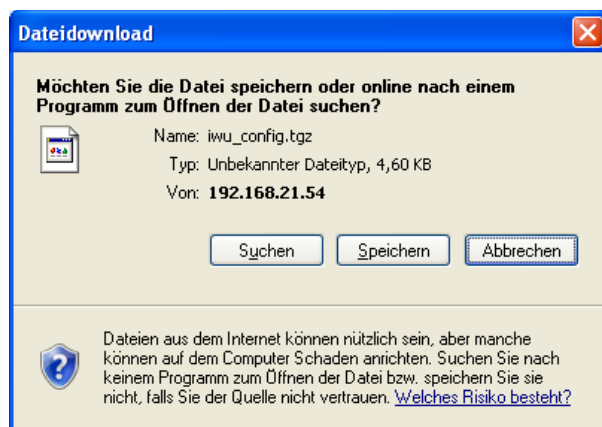 Dateidownload
Möchten Sie die Datei speichern oder online nach einem
Programm zum Öffnen der Datei suchen?
Name: iwu_config.tgz
Typ: Unbekannter Dateityp, 4,60 KB
Von: 192.168.21.54
Suchen Speichern Abbrechen
Dateien aus dem Internet können nützlich sein, aber manche
können auf dem Computer Schaden anrichten. Suchen Sie nach
keinem Programm zum Öffnen der Datei bzw. speichern Sie sie
nicht, falls Sie der Quelle nicht vertrauen. Welches Risiko besteht?